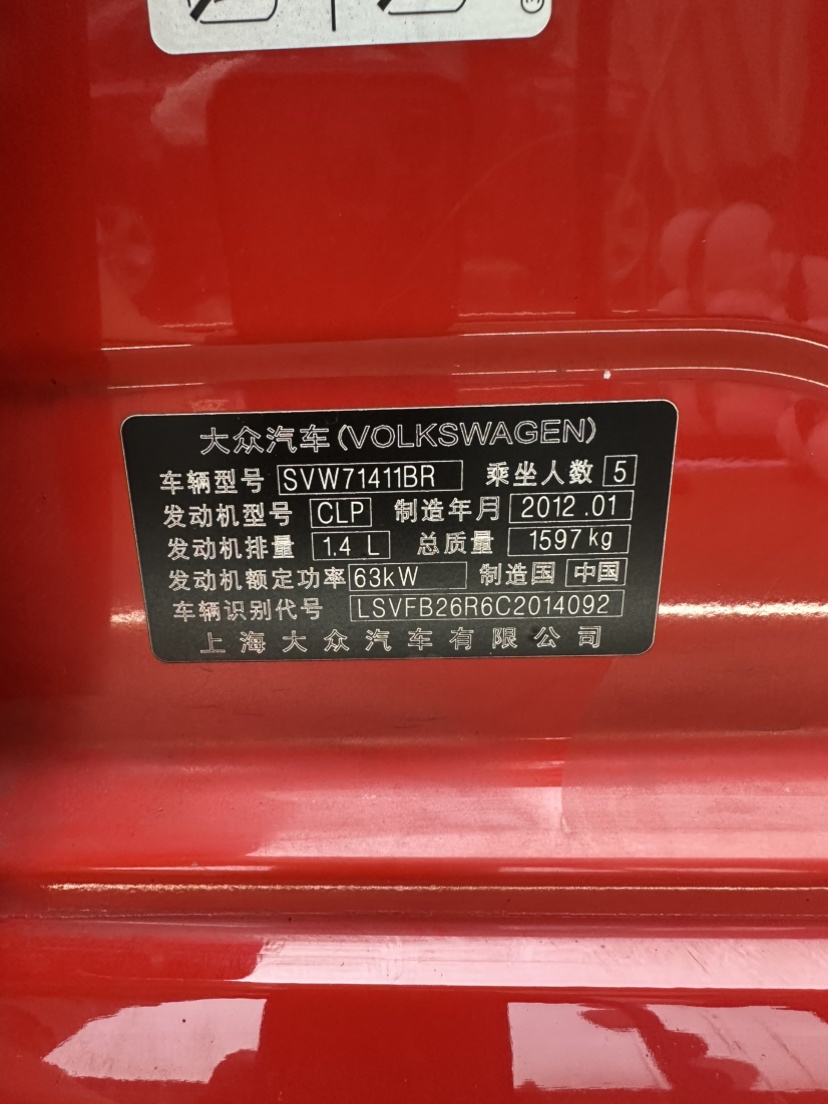 大众汽车(VOLKSWAGEN)
车辆型号 SVW71411BR 乘坐人数 5
发动机型号 CLP 制造年月 2012.01
发动机排量 1.4 L 总质量 1597kg
发动机额定功率 63kW 制造国 中国
车辆识别代号 LSVFB26R6C2014092
上海大众汽车有限公司